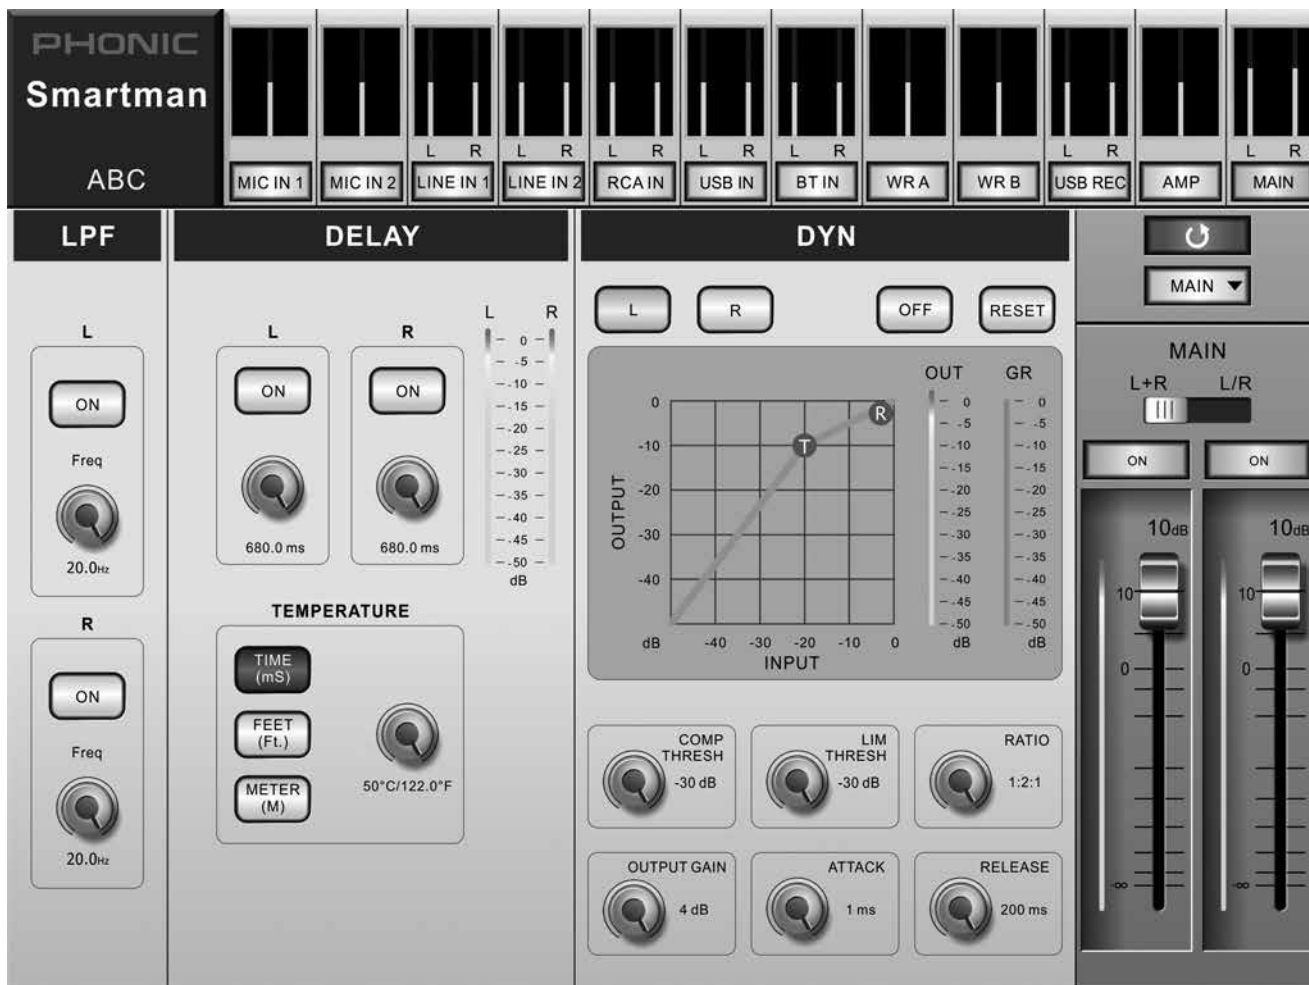 PHONIC
Smartman
ABC
L R L R L R L R L R L R L R
MIC IN 1 MIC IN 2 LINE IN 1 LINE IN 2 RCA IN USB IN BT IN WR A WR B USB REC AMP MAIN
LPF
L
ON
Freq
20.0Hz
R
ON
Freq
20.0Hz
DELAY
L R
L R
ON ON
680.0 ms 680.0 ms
0
-5
-10
-15
-20
-25
-30
-35
-40
-45
-50
dB
TEMPERATURE
TIME
(mS)
FEET
(Ft.)
METER
(M)
50°C/122.0°F
DYN
L R OFF RESET
OUTPUT
0
-10
-20
-30
-40
dB -40 -30 -20 -10 0
INPUT
T
R
OUT GR
0 0
-5 -5
-10 -10
-15 -15
-20 -20
-25 -25
-30 -30
-35 -35
-40 -40
-45 -45
-50 -50
dB dB
COMP
THRESH
-30 dB
LIM
THRESH
-30 dB
RATIO
1:2:1
OUTPUT GAIN
4 dB
ATTACK
1 ms
RELEASE
200 ms
MAIN
MAIN
L+R L/R
ON ON
10dB 10dB
10 10
0 0
-∞ -∞